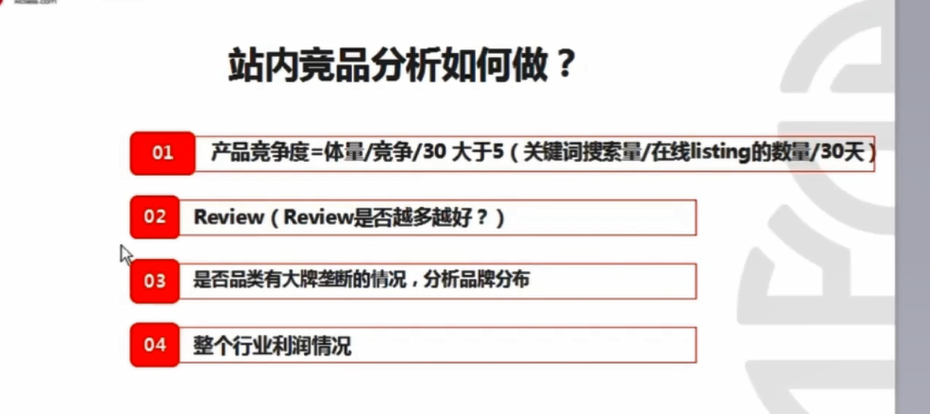 站内竞品分析如何做？
01 产品竞争度=体量/竞争/30 大于5（关键词搜索量/在线listing的数量/30天）
02 Review（Review是否越多越好？）
03 是否品类有大牌垄断的情况，分析品牌分布
04 整个行业利润情况